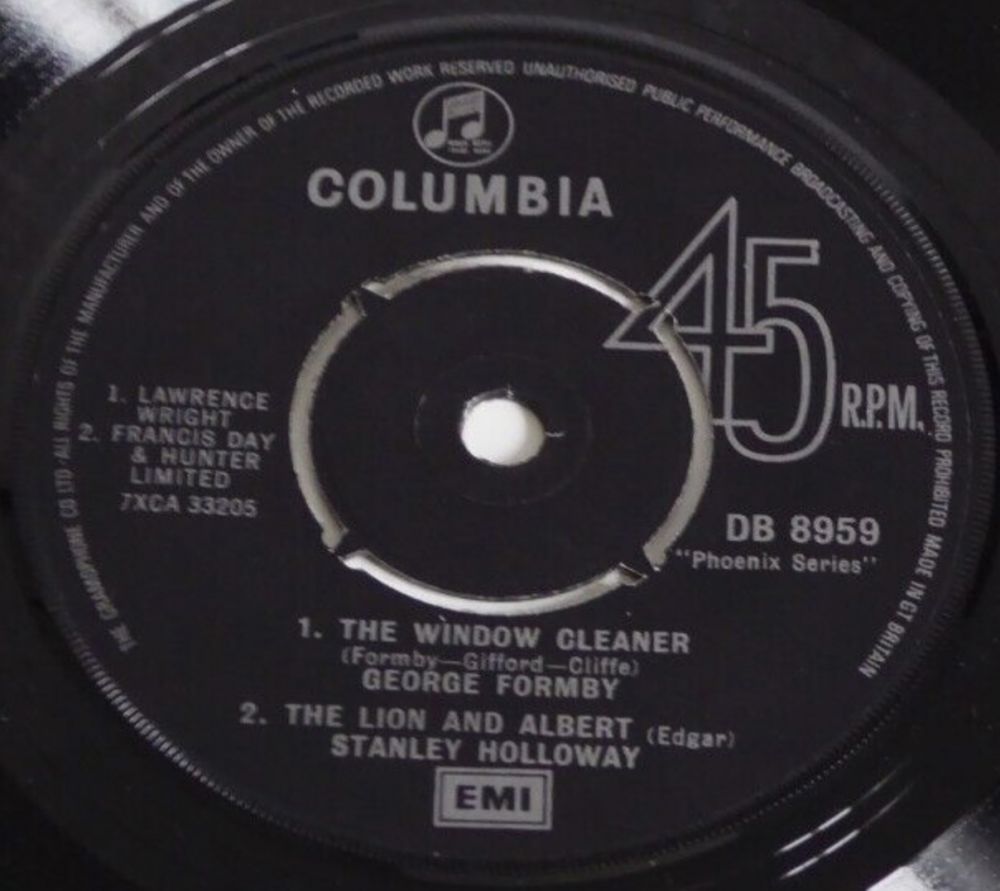 THE GRAMOPHONE CO LTD ALL RIGHTS OF THE MANUFACTURER AND OF THE OWNER OF THE RECORDED WORK RESERVED UNAUTHORISED PUBLIC PERFORMANCE BROADCASTING AND COPYING OF THIS RECORD PROHIBITED MADE IN GT BRITAIN
COLUMBIA
45
R.P.M.
1. LAWRENCE
WRIGHT
2. FRANCIS DAY
& HUNTER
LIMITED
7XCA 33205
DB 8959
"Phoenix Series"
1. THE WINDOW CLEANER
(Formby—Gifford—Cliffe)
GEORGE FORMBY
2. THE LION AND ALBERT (Edgar)
STANLEY HOLLOWAY
EMI